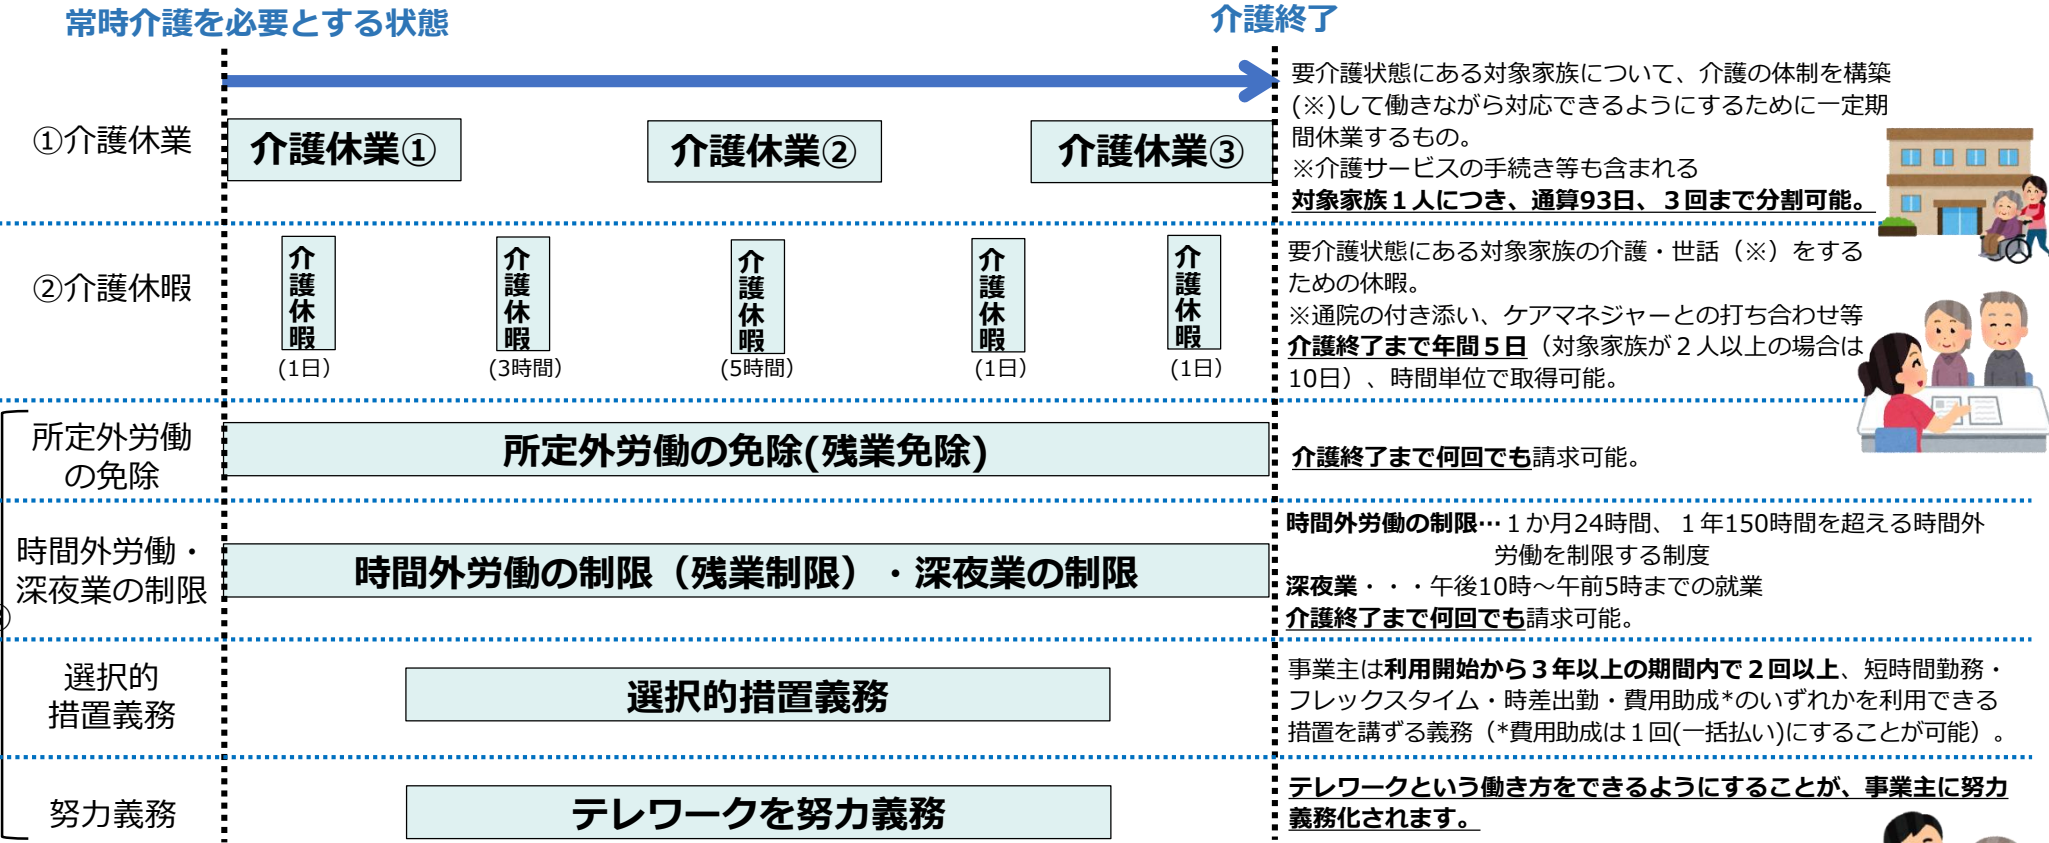 常時介護を必要とする状態
介護終了
①介護休業
介護休業①
介護休業②
介護休業③
要介護状態にある対象家族について、介護の体制を構築
(※)して働きながら対応できるようにするために一定期
間休業するもの。
※介護サービスの手続き等も含まれる
対象家族１人につき、通算93日、３回まで分割可能。
②介護休暇
介護休暇
(1日)
介護休暇
(3時間)
介護休暇
(5時間)
介護休暇
(1日)
介護休暇
(1日)
要介護状態にある対象家族の介護・世話（※）をする
ための休暇。
※通院の付き添い、ケアマネジャーとの打ち合わせ等
介護終了まで年間５日（対象家族が２人以上の場合は
10日）、時間単位で取得可能。
所定外労働
の免除
所定外労働の免除(残業免除)
介護終了まで何回でも請求可能。
時間外労働・
深夜業の制限
時間外労働の制限（残業制限）・深夜業の制限
時間外労働の制限…１か月24時間、１年150時間を超える時間外
労働を制限する制度
深夜業・・・午後10時～午前5時までの就業
介護終了まで何回でも請求可能。
選択的
措置義務
選択的措置義務
事業主は利用開始から３年以上の期間内で２回以上、短時間勤務・
フレックスタイム・時差出勤・費用助成*のいずれかを利用できる
措置を講ずる義務（*費用助成は１回(一括払い)にすることが可能）。
努力義務
テレワークを努力義務
テレワークという働き方をできるようにすることが、事業主に努力
義務化されます。